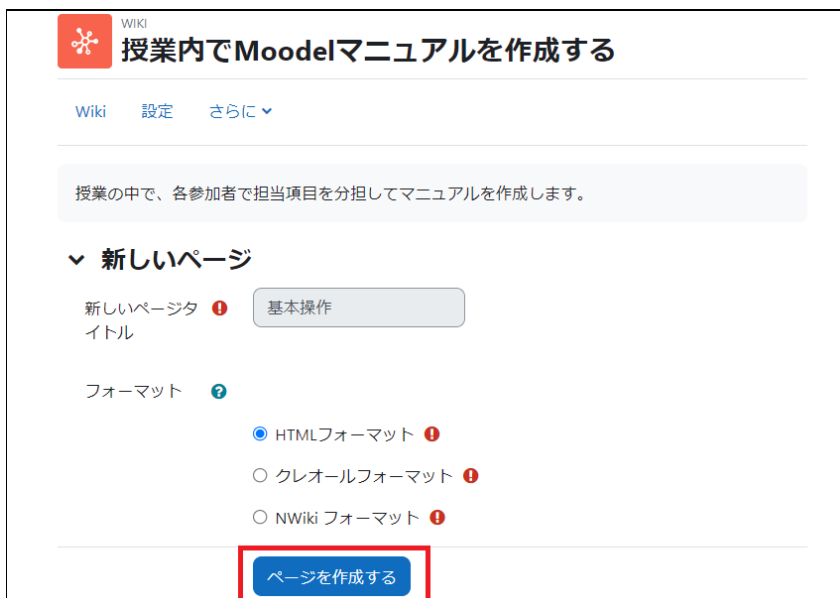 WIKI
授業内でMoodelマニュアルを作成する
Wiki 設定 さらに
授業の中で、各参加者で担当項目を分担してマニュアルを作成します。
新しいページ
新しいページタ
イトル
基本操作
フォーマット
HTMLフォーマット
クレオールフォーマット
NWiki フォーマット
ページを作成する